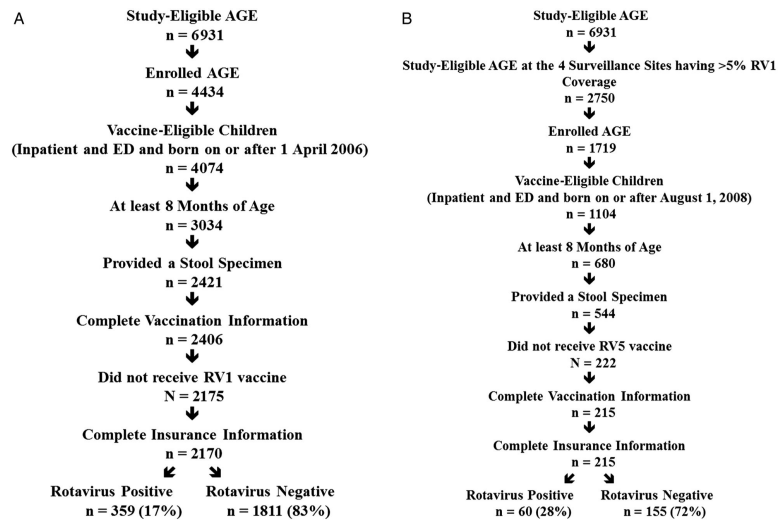 A
Study-Eligible AGE
n = 6931
Enrolled AGE
n = 4434
Vaccine-Eligible Children
(Inpatient and ED and born on or after 1 April 2006)
n = 4074
At least 8 Months of Age
n = 3034
Provided a Stool Specimen
n = 2421
Complete Vaccination Information
n = 2406
Did not receive RV1 vaccine
N = 2175
Complete Insurance Information
n = 2170
Rotavirus Positive
n = 359 (17%)
Rotavirus Negative
n = 1811 (83%)
B
Study-Eligible AGE
n = 6931
Study-Eligible AGE at the 4 Surveillance Sites having >5% RV1
Coverage
n = 2750
Enrolled AGE
n = 1719
Vaccine-Eligible Children
(Inpatient and ED and born on or after August 1, 2008)
n = 1104
At least 8 Months of Age
n = 680
Provided a Stool Specimen
n = 544
Did not receive RV5 vaccine
N = 222
Complete Vaccination Information
n = 215
Complete Insurance Information
n = 215
Rotavirus Positive
n = 60 (28%)
Rotavirus Negative
n = 155 (72%)